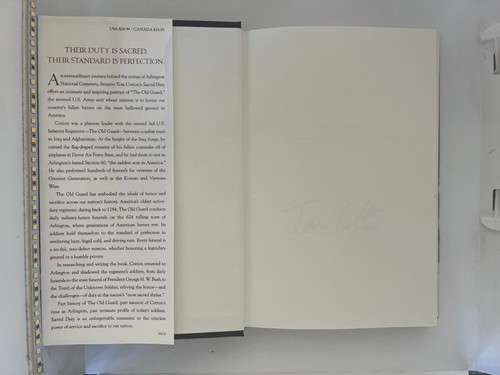 USA $28.99 / CANADA $35.99
THEIR DUTY IS SACRED.
THEIR STANDARD IS PERFECTION.
An extraordinary journey behind the scenes of Arlington
National Cemetery, Senator Tom Cotton's Sacred Duty
offers an intimate and inspiring portrait of "The Old Guard,"
the revered U.S. Army unit whose mission is to honor our
country's fallen heroes on the most hallowed ground in
America.
Cotton was a platoon leader with the storied 3rd U.S.
Infantry Regiment—The Old Guard—between combat tours
in Iraq and Afghanistan. At the height of the Iraq Surge, he
carried the flag-draped remains of his fallen comrades off of
airplanes at Dover Air Force Base, and he laid them to rest in
Arlington's famed Section 60, "the saddest acre in America."
He also performed hundreds of funerals for veterans of the
Greatest Generation, as well as the Korean and Vietnam
Wars.
The Old Guard has embodied the ideals of honor and
sacrifice across our nation's history. America's oldest active-
duty regiment, dating back to 1784, The Old Guard conducts
daily military-honor funerals on the 624 rolling acres of
Arlington, where generations of American heroes rest. Its
soldiers hold themselves to the standard of perfection in
sweltering heat, frigid cold, and driving rain. Every funeral is
a no-fail, zero-defect mission, whether honoring a legendary
general or a humble private.
In researching and writing the book, Cotton returned to
Arlington and shadowed the regiment's soldiers, from daily
funerals to the state funeral of President George H. W. Bush to
the Tomb of the Unknown Soldier, reliving the honor—and
the challenges—of duty at the nation's "most sacred shrine."
Part history of The Old Guard, part memoir of Cotton's
time at Arlington, part intimate profile of today's soldiers,
Sacred Duty is an unforgettable testament to the timeless
power of service and sacrifice to our nation.